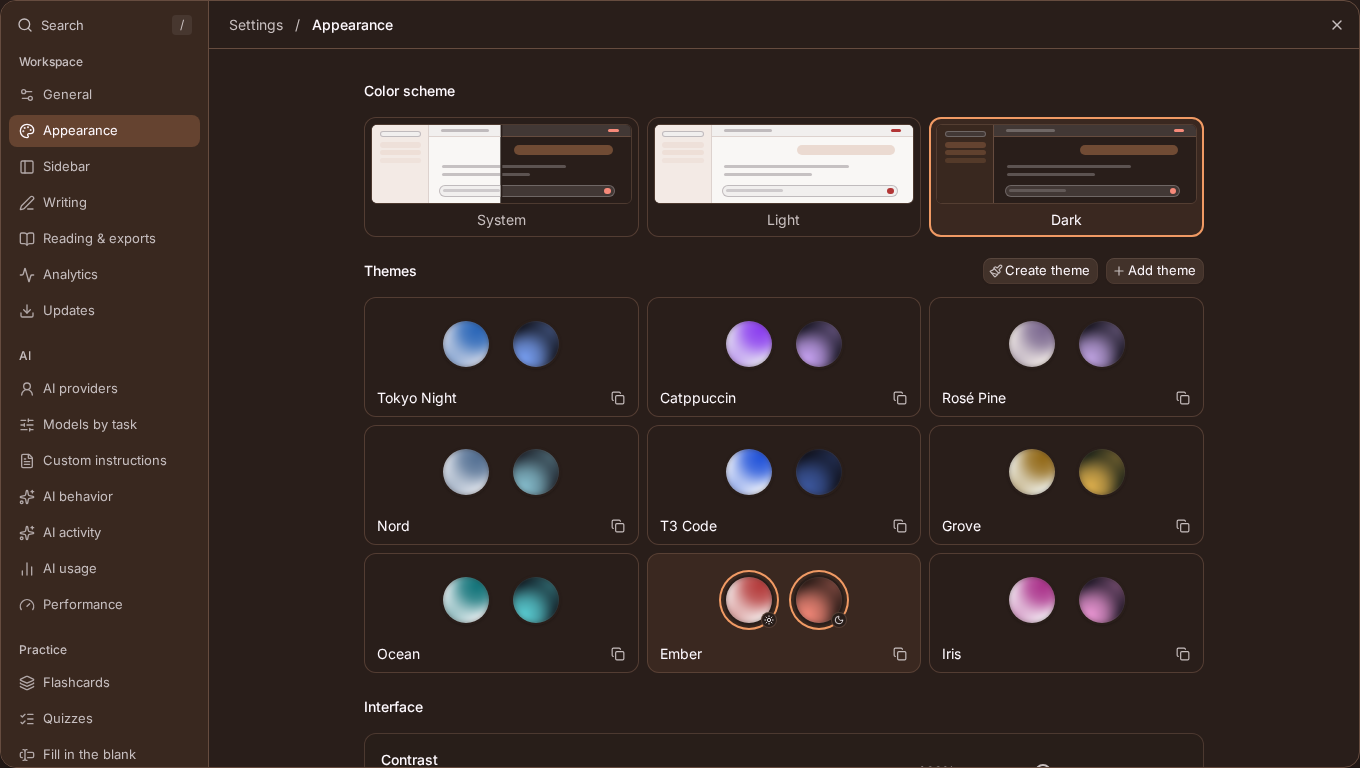 Search
/
Workspace
General
Appearance
Sidebar
Writing
Reading & exports
Analytics
Updates
AI
AI providers
Models by task
Custom instructions
AI behavior
AI activity
AI usage
Performance
Practice
Flashcards
Quizzes
Fill in the blank
Settings / Appearance
Color scheme
System
Light
Dark
Themes
Create theme
Add theme
Tokyo Night
Catppuccin
Rosé Pine
Nord
T3 Code
Grove
Ocean
Ember
Iris
Interface
Contrast